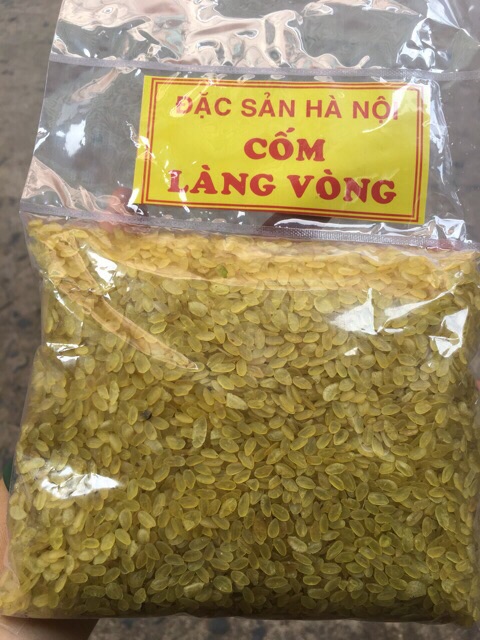 ĐẶC SẢN HÀ NỘI
CỐM
LÀNG VÒNG